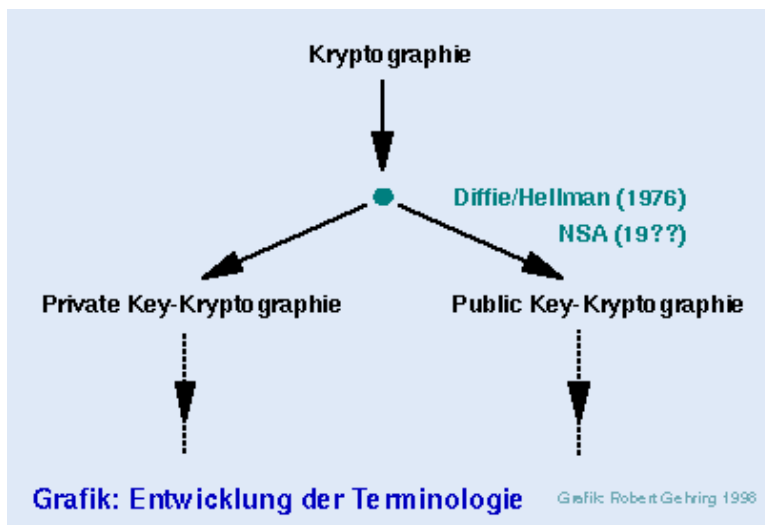 Kryptographie
Diffie/Hellman (1976)
NSA (19??)
Private Key-Kryptographie
Public Key-Kryptographie
Grafik: Entwicklung der Terminologie
Grafik: Robert Gehring 1998